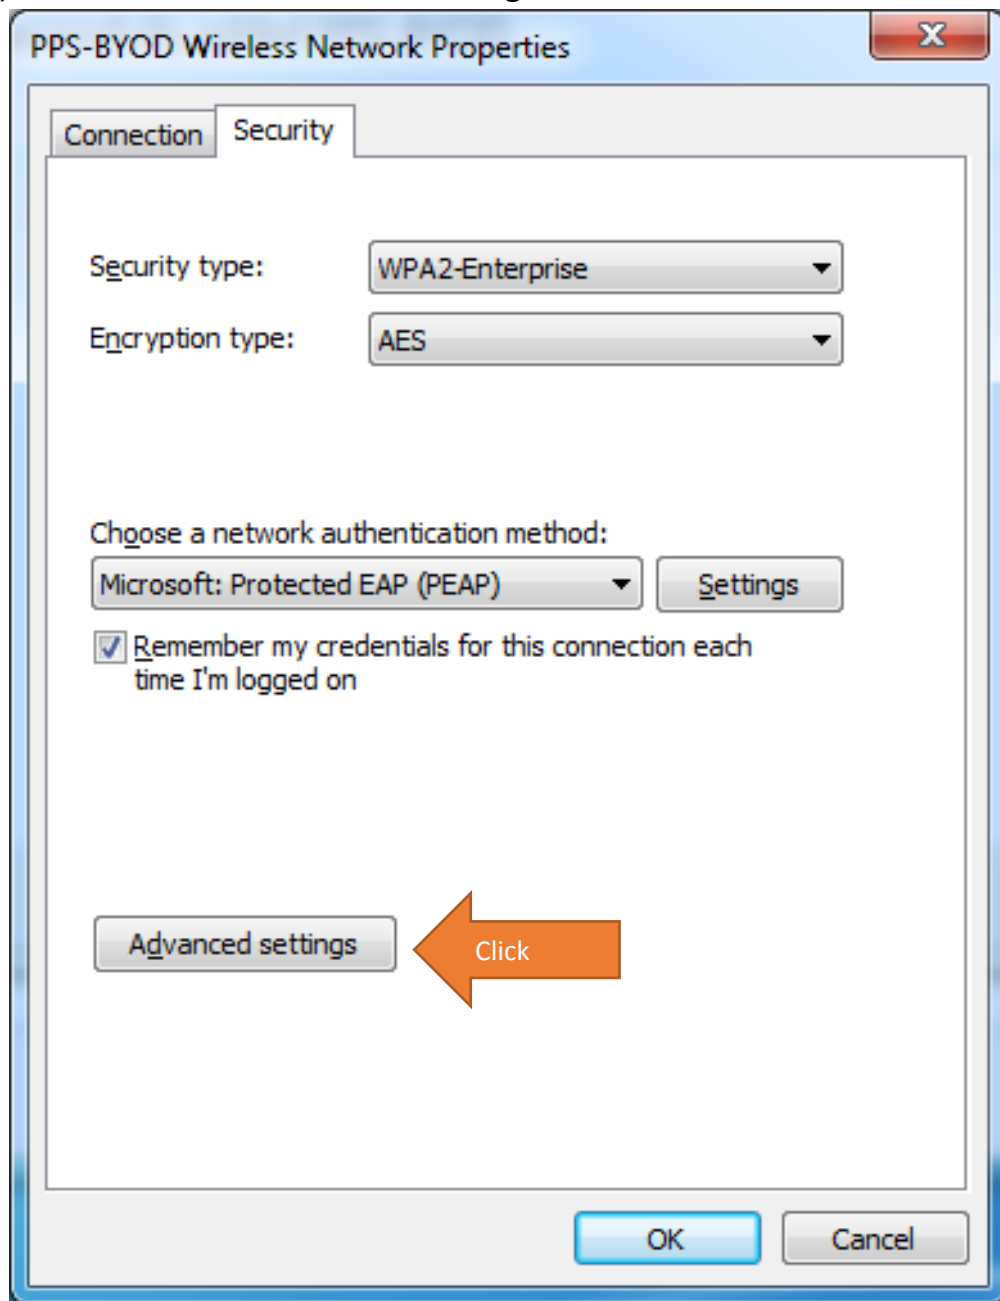 PPS-BYOD Wireless Network Properties
Connection
Security
Security type:
WPA2-Enterprise
Encryption type:
AES
Choose a network authentication method:
Microsoft: Protected EAP (PEAP)
Settings
Remember my credentials for this connection each
time I'm logged on
Advanced settings
Click
OK
Cancel